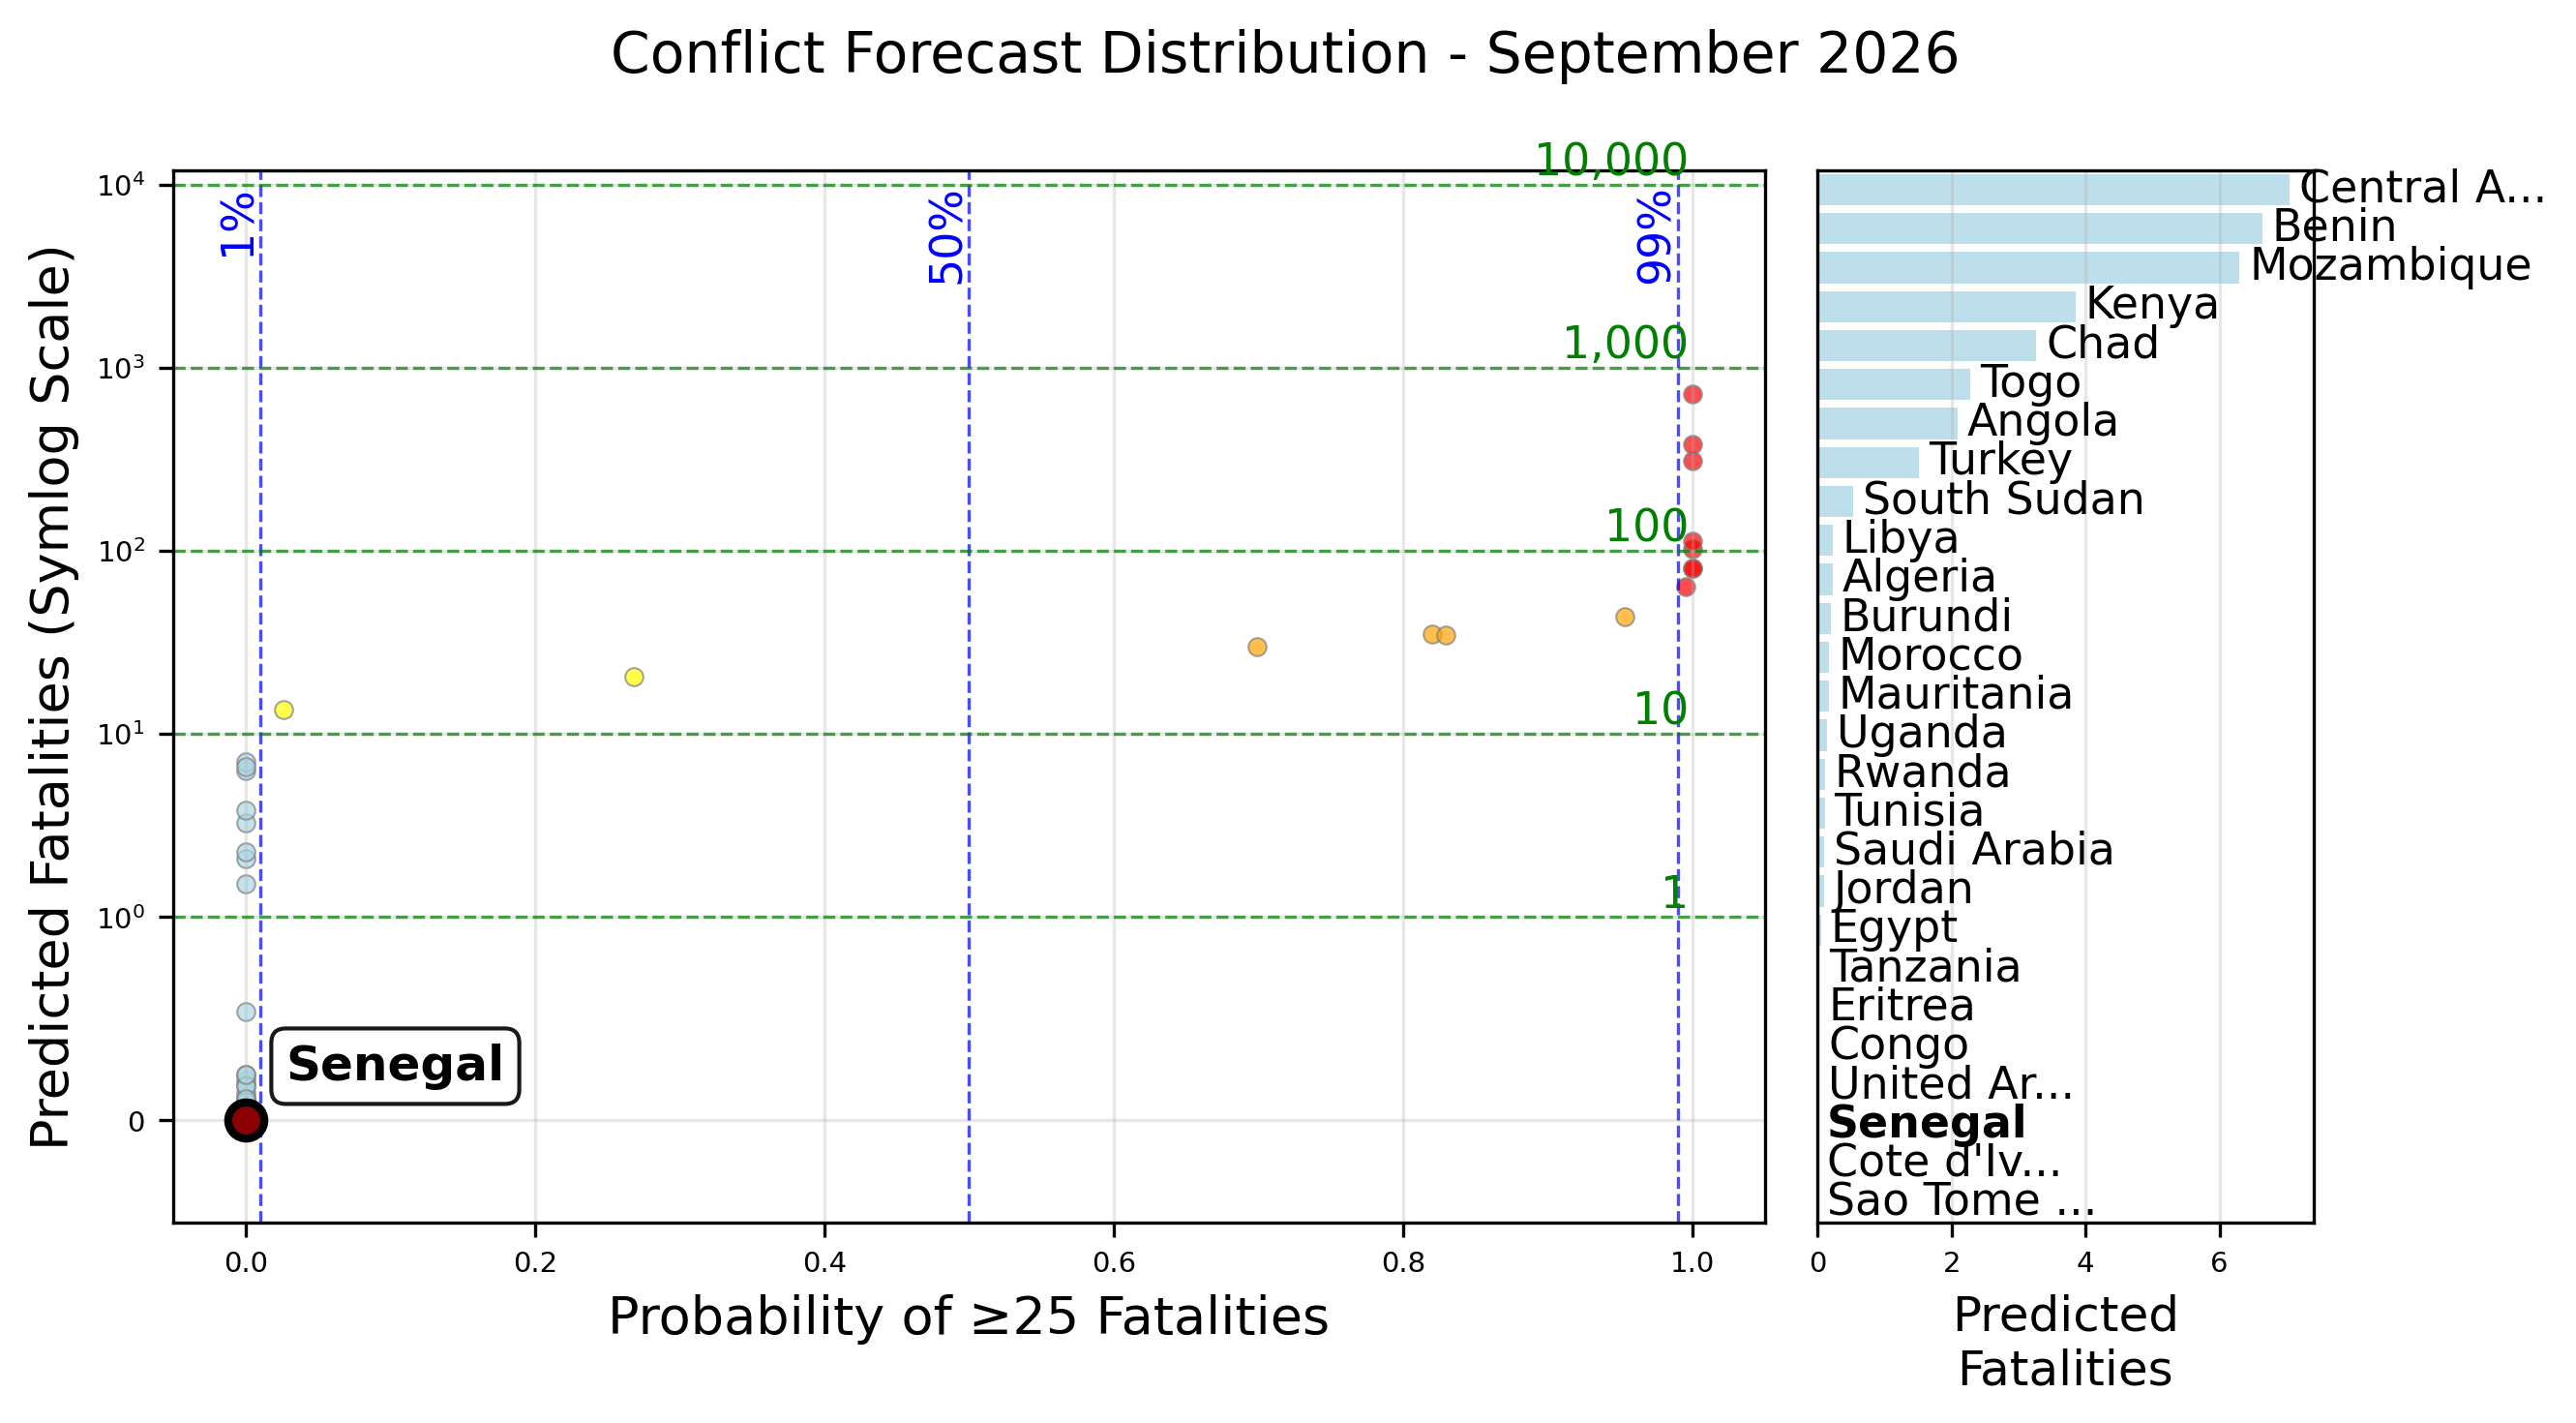 Conflict Forecast Distribution - September 2026
Predicted Fatalities (Symlog Scale)
10⁴
10³
10²
10¹
10⁰
0
1%
50%
99%
10,000
1,000
100
10
1
Senegal
0.0
0.2
0.4
0.6
0.8
1.0
Probability of ≥25 Fatalities
Central A...
Benin
Mozambique
Kenya
Chad
Togo
Angola
Turkey
South Sudan
Libya
Algeria
Burundi
Morocco
Mauritania
Uganda
Rwanda
Tunisia
Saudi Arabia
Jordan
Egypt
Tanzania
Eritrea
Congo
United Ar...
Senegal
Cote d'Iv...
Sao Tome ...
0
2
4
6
Predicted
Fatalities